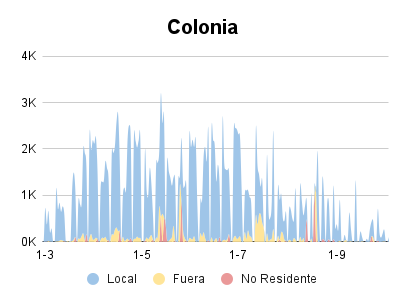 Colonia
4K
3K
2K
1K
0K
1-3 1-5 1-7 1-9
Local Fuera No Residente